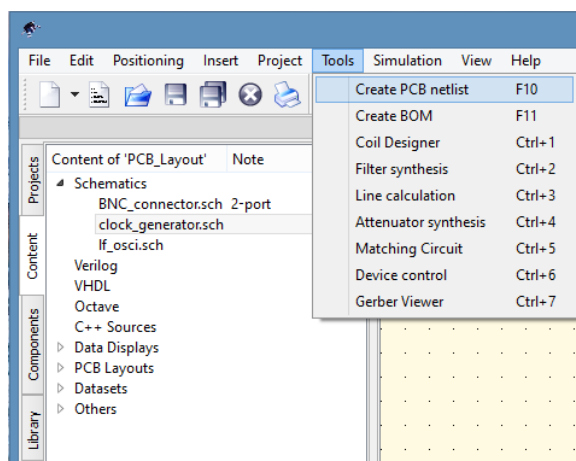 File Edit Positioning Insert Project Tools Simulation View Help
Create PCB netlist F10
Create BOM F11
Coil Designer Ctrl+1
Filter synthesis Ctrl+2
Line calculation Ctrl+3
Attenuator synthesis Ctrl+4
Matching Circuit Ctrl+5
Device control Ctrl+6
Gerber Viewer Ctrl+7
Projects
Content
Components
Library
Content of 'PCB_Layout' Note
Schematics
BNC_connector.sch 2-port
clock_generator.sch
lf_osci.sch
Verilog
VHDL
Octave
C++ Sources
Data Displays
PCB Layouts
Datasets
Others